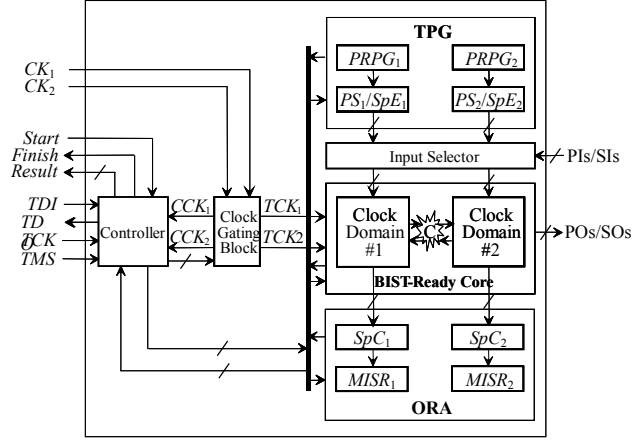 TPG
PRPG1
PRPG2
CK1
CK2
PS1/SpE1
PS2/SpE2
Start
Finish
Result
Input Selector
PIs/SIs
TDI
TD
O
TCK
TMS
Controller
CCK1
CCK2
Clock
Gating
Block
TCK1
TCK2
Clock
Domain
#1
C
Clock
Domain
#2
POs/SOs
BIST-Ready Core
SpC1
SpC2
MISR1
MISR2
ORA